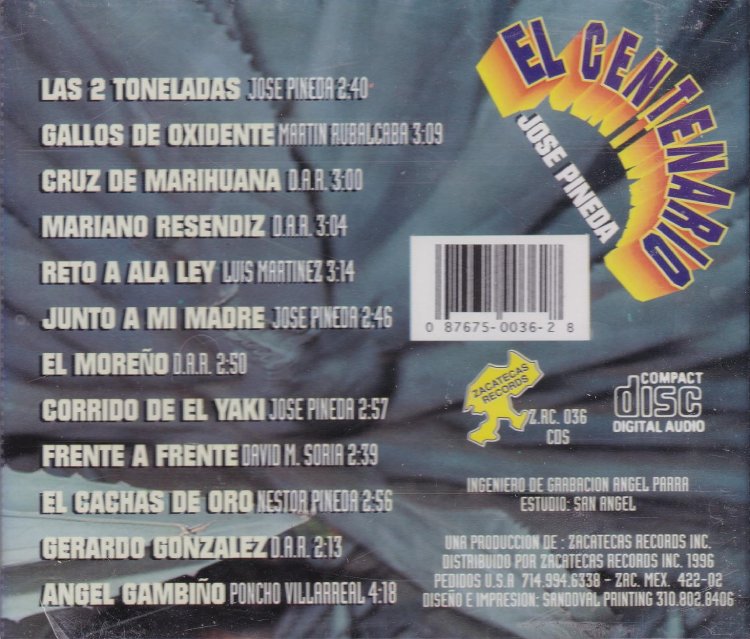 LAS 2 TONELADAS JOSE PINEDA 2:40
GALLOS DE OXIDENTE MARTIN RUBALCABA 3:09
CRUZ DE MARIHUANA D.A.R. 3:00
MARIANO RESENDIZ D.A.R. 3:04
RETO A ALA LEY LUIS MARTINEZ 3:14
JUNTO A MI MADRE JOSE PINEDA 2:46
EL MOREÑO D.A.R. 2:50
CORRIDO DE EL YAKI JOSE PINEDA 2:57
FRENTE A FRENTE DAVID M. SORIA 2:39
EL CACHAS DE ORO NESTOR PINEDA 2:56
GERARDO GONZALEZ D.A.R. 2:13
ANGEL GAMBIÑO PONCHO VILLARREAL 4:18
EL CENTENARIO
JOSE PINEDA
0 87675-0036-2 8
ZACATECAS
RECORDS
Z.AC. 036
CDS
COMPACT
disc
DIGITAL AUDIO
INGENIERO DE GRABACION ANGEL PARRA
ESTUDIO: SAN ANGEL
UNA PRODUCCION DE : ZACATECAS RECORDS INC.
DISTRIBUIDO POR ZACATECAS RECORDS INC. 1996
PEDIDOS U.S.A 714.994.6338 - ZAC. MEX. 422-02
DISEÑO E IMPRESION: SANDOVAL PRINTING 310.802.8406